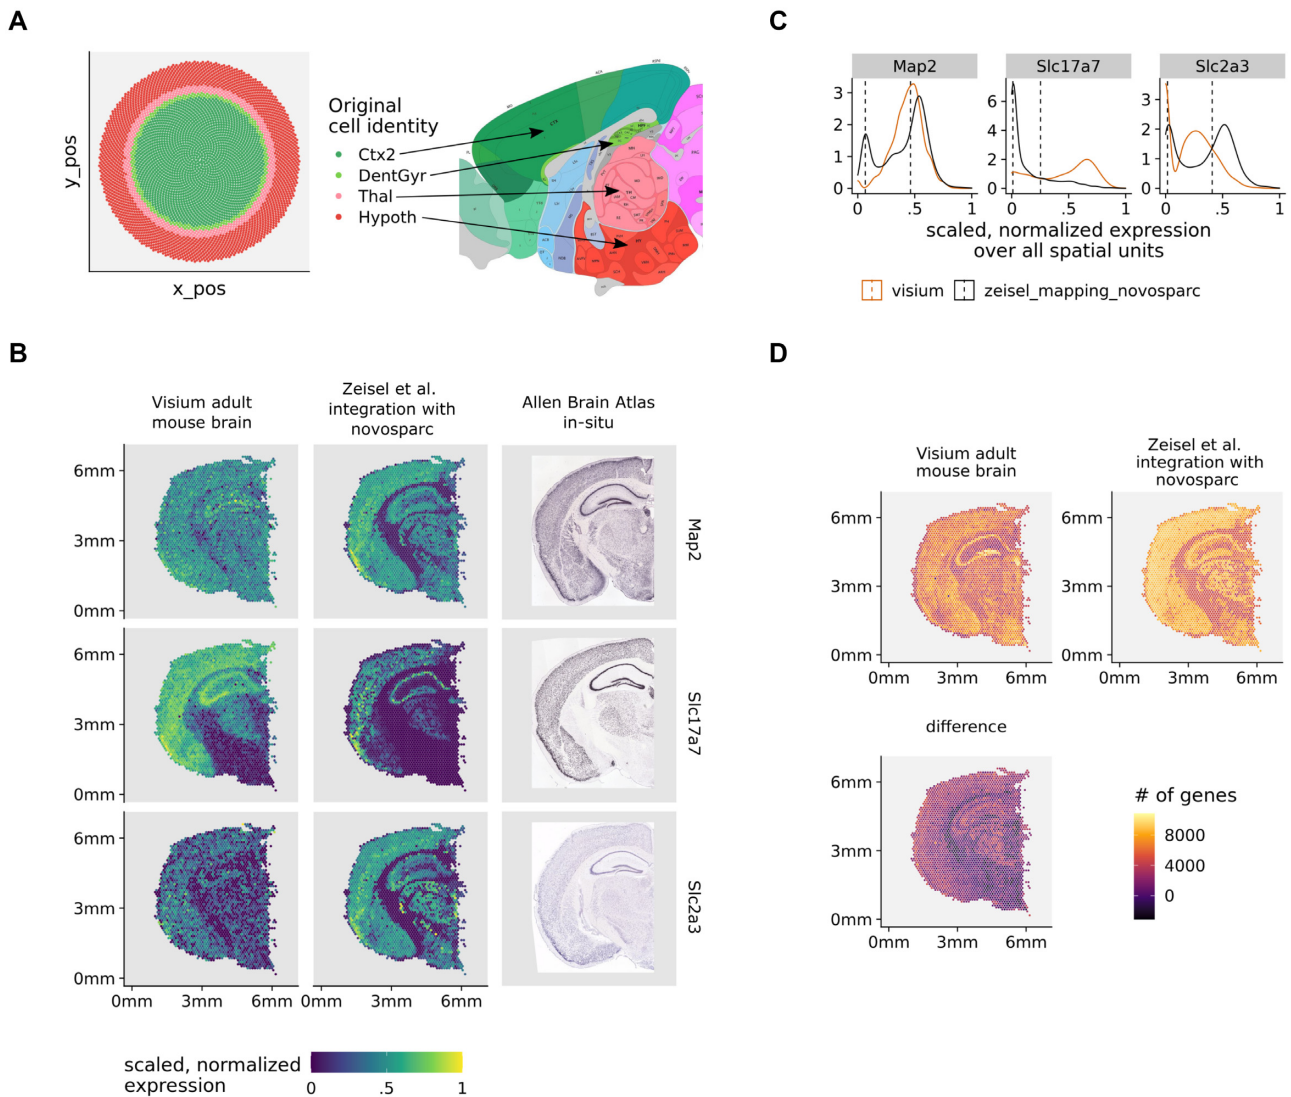 A
y_pos
x_pos
Original
cell identity
Ctx2
DentGyr
Thal
Hypoth
C
Map2
Slc17a7
Slc2a3
3
2
1
0
6
4
2
0
3
2
1
0
0
.5
1
0
.5
1
0
.5
1
scaled, normalized expression
over all spatial units
visium
zeisel_mapping_novosparc
B
Visium adult
mouse brain
Zeisel et al.
integration with
novosparc
Allen Brain Atlas
in-situ
6mm
3mm
0mm
Map2
6mm
3mm
0mm
Slc17a7
6mm
3mm
0mm
Slc2a3
0mm
3mm
6mm
0mm
3mm
6mm
scaled, normalized
expression
0
.5
1
D
Visium adult
mouse brain
Zeisel et al.
integration with
novosparc
6mm
3mm
0mm
0mm
3mm
6mm
6mm
3mm
0mm
0mm
3mm
6mm
difference
6mm
3mm
0mm
0mm
3mm
6mm
# of genes
8000
4000
0